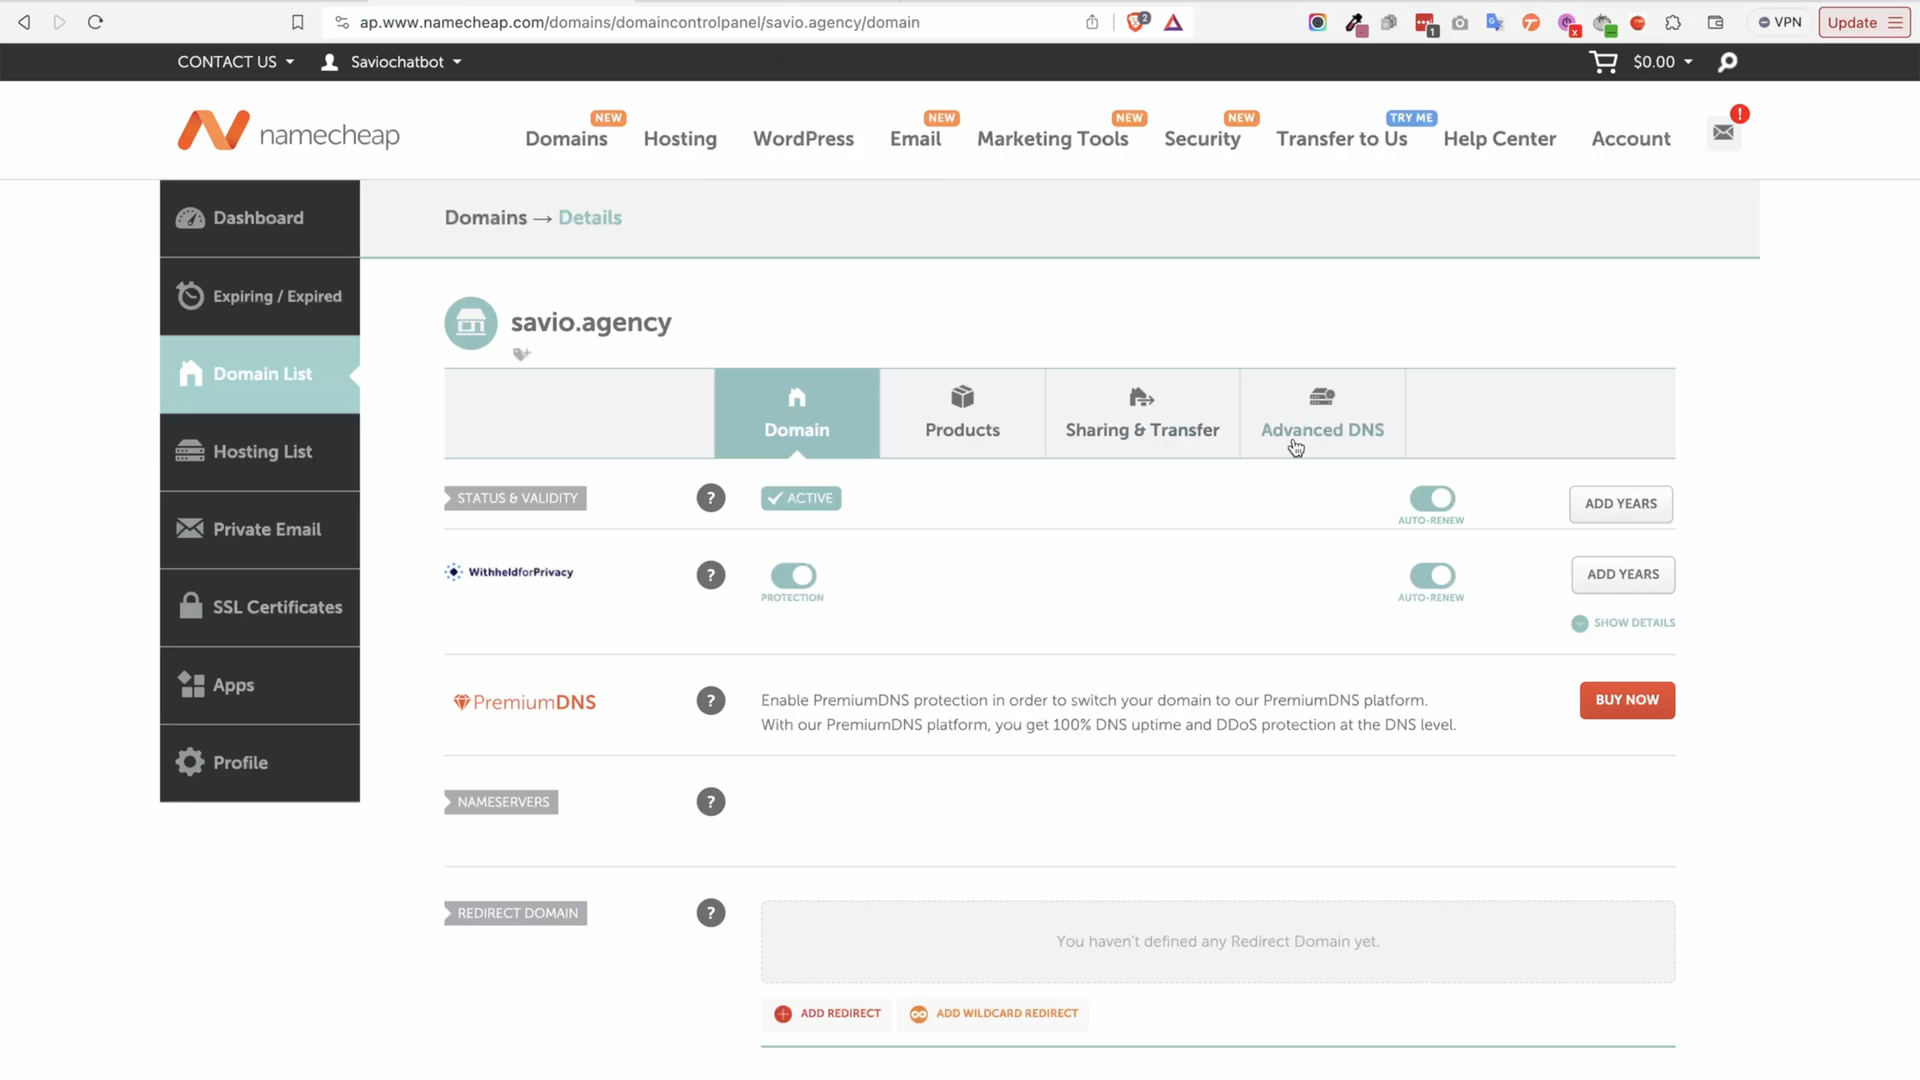 ap.www.namecheap.com/domains/domaincontrolpanel/savio.agency/domain
2
1
x
VPN
Update
CONTACT US
Saviochatbot
$0.00
namecheap
Domains
NEW
Hosting
WordPress
Email
NEW
Marketing Tools
NEW
Security
NEW
Transfer to Us
TRY ME
Help Center
Account
!
Dashboard
Expiring / Expired
Domain List
Hosting List
Private Email
SSL Certificates
Apps
Profile
Domains → Details
savio.agency
Domain
Products
Sharing & Transfer
Advanced DNS
STATUS & VALIDITY
?
ACTIVE
AUTO-RENEW
ADD YEARS
WithheldforPrivacy
?
PROTECTION
AUTO-RENEW
ADD YEARS
SHOW DETAILS
PremiumDNS
?
Enable PremiumDNS protection in order to switch your domain to our PremiumDNS platform.
With our PremiumDNS platform, you get 100% DNS uptime and DDoS protection at the DNS level.
BUY NOW
NAMESERVERS
?
REDIRECT DOMAIN
?
You haven't defined any Redirect Domain yet.
ADD REDIRECT
ADD WILDCARD REDIRECT